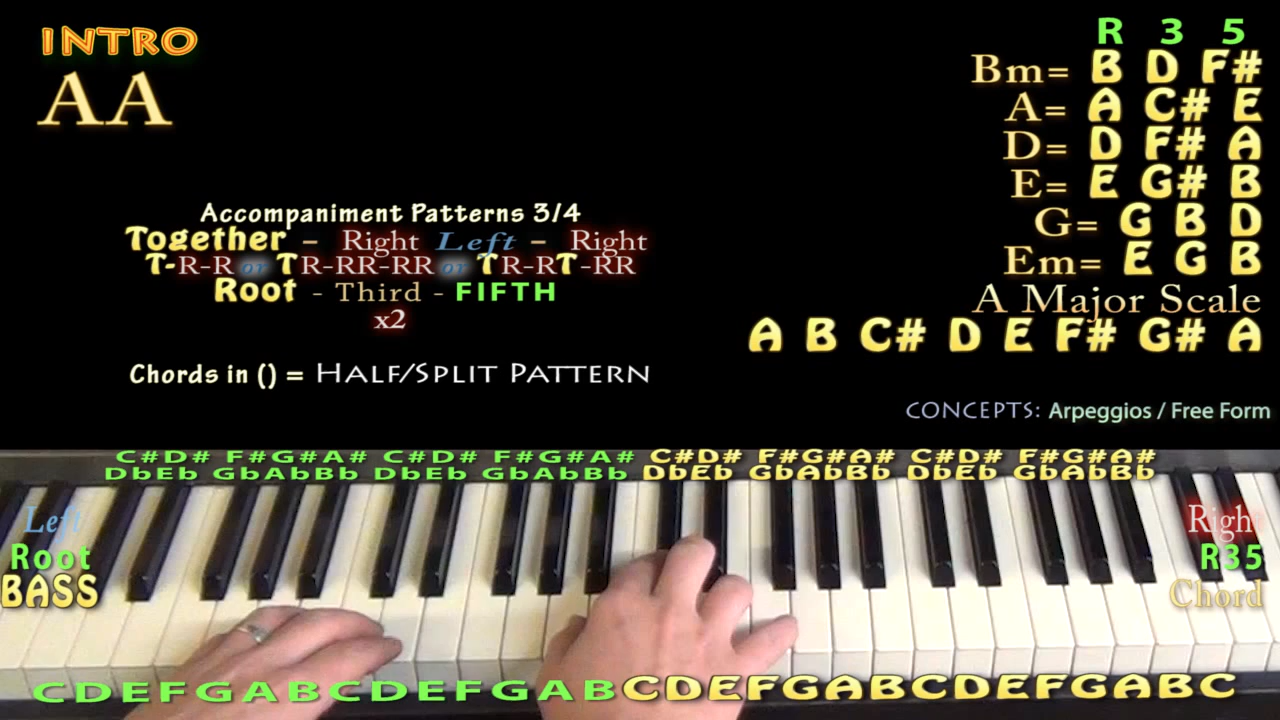 INTRO
AA
R 3 5
Bm= B D F#
A= A C# E
D= D F# A
E= E G# B
G= G B D
Em= E G B
A Major Scale
A B C# D E F# G# A
CONCEPTS: Arpeggios / Free Form
Accompaniment Patterns 3/4
Together - Right Left - Right
T-R-R or T R-RR-RR or T R-RT-RR
Root - Third - FIFTH
x2
Chords in () = HALF/SPLIT PATTERN
C#D# F#G#A# C#D# F#G#A# C#D# F#G#A# C#D# F#G#A#
DbEb GbAbBb DbEb GbAbBb DbEb GbAbBb DbEb GbAbBb
Left
Root
BASS
Right
R35
Chord
CDEFGABCDEFGABCDEFGABCDEFGABC